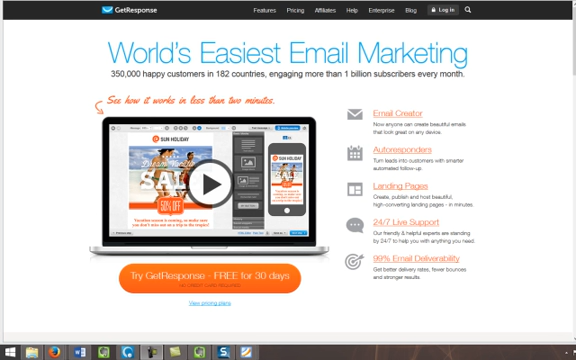 GetResponse
Features Pricing Affiliates Help Enterprise Blog Log in
World's Easiest Email Marketing
350,000 happy customers in 182 countries, engaging more than 1 billion subscribers every month.
See how it works in less than two minutes.
SUN HOLIDAY
SALE
50% OFF
Email Creator
Now anyone can create beautiful emails
that look great on any device.
Autoresponders
Turn leads into customers with smarter
automated follow-up.
Landing Pages
Create, publish and host beautiful,
high-converting landing pages - in minutes.
24/7 Live Support
Our friendly & helpful experts are standing
by 24/7 to help you with anything you need.
99% Email Deliverability
Get better delivery rates, fewer bounces
and stronger results.
Try GetResponse - FREE for 30 days
NO CREDIT CARD REQUIRED
View pricing plans